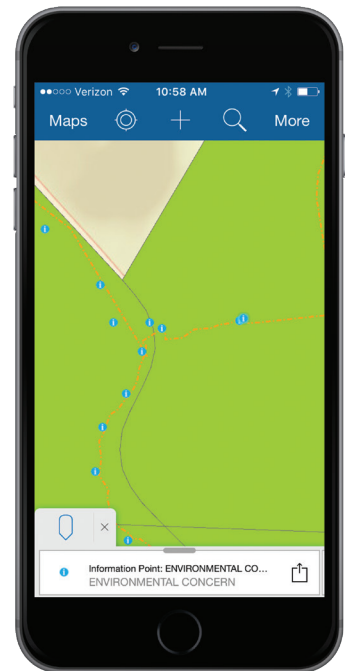 Verizon 10:58 AM
Maps More
Information Point: ENVIRONMENTAL CO...
ENVIRONMENTAL CONCERN